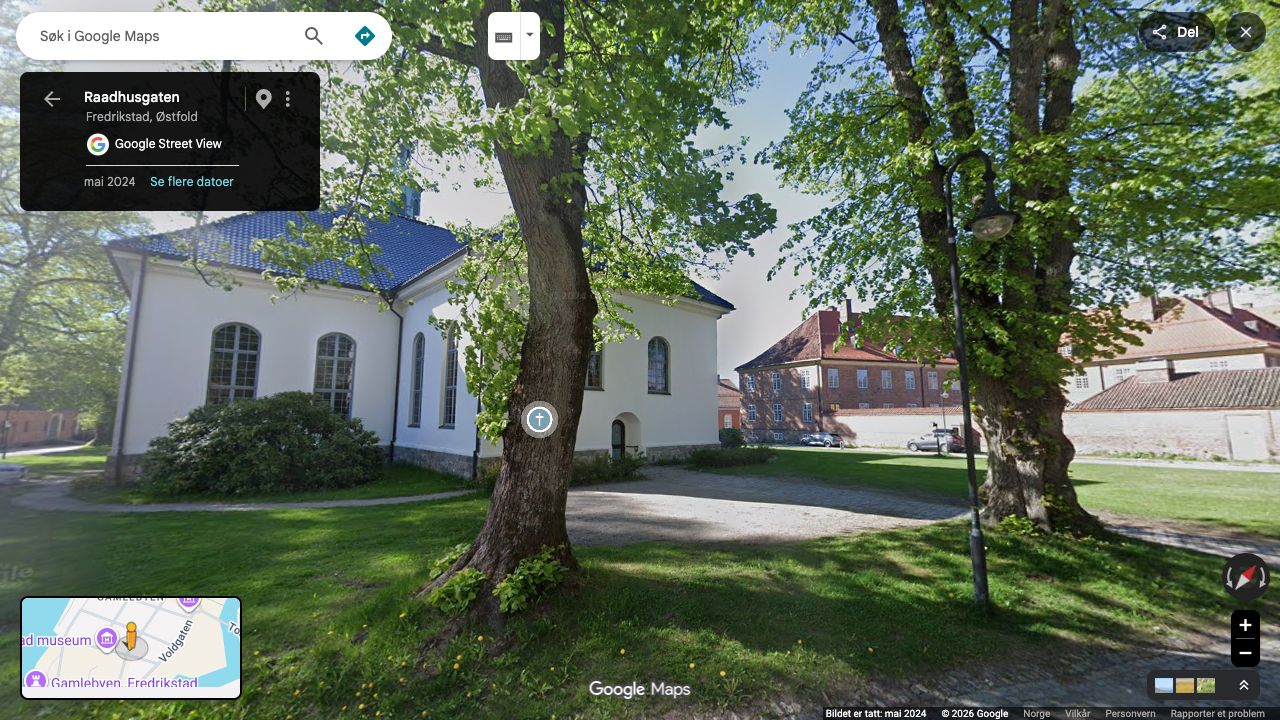 Søk i Google Maps
Del
Raadhusgaten
Fredrikstad, Østfold
Google Street View
mai 2024 Se flere datoer
GAMLEBYEN
ad museum
Voldgaten
To
Gamlebyen, Fredrikstad
Google Maps
Bildet er tatt: mai 2024 © 2026 Google Norge Vilkår Personvern Rapporter et problem